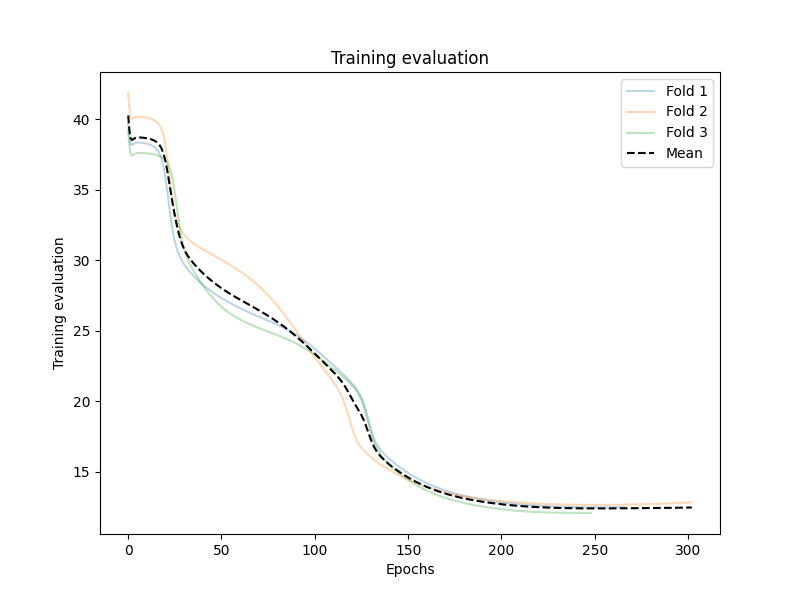 Training evaluation
Training evaluation
40
35
30
25
20
15
0 50 100 150 200 250 300
Epochs
Fold 1
Fold 2
Fold 3
Mean